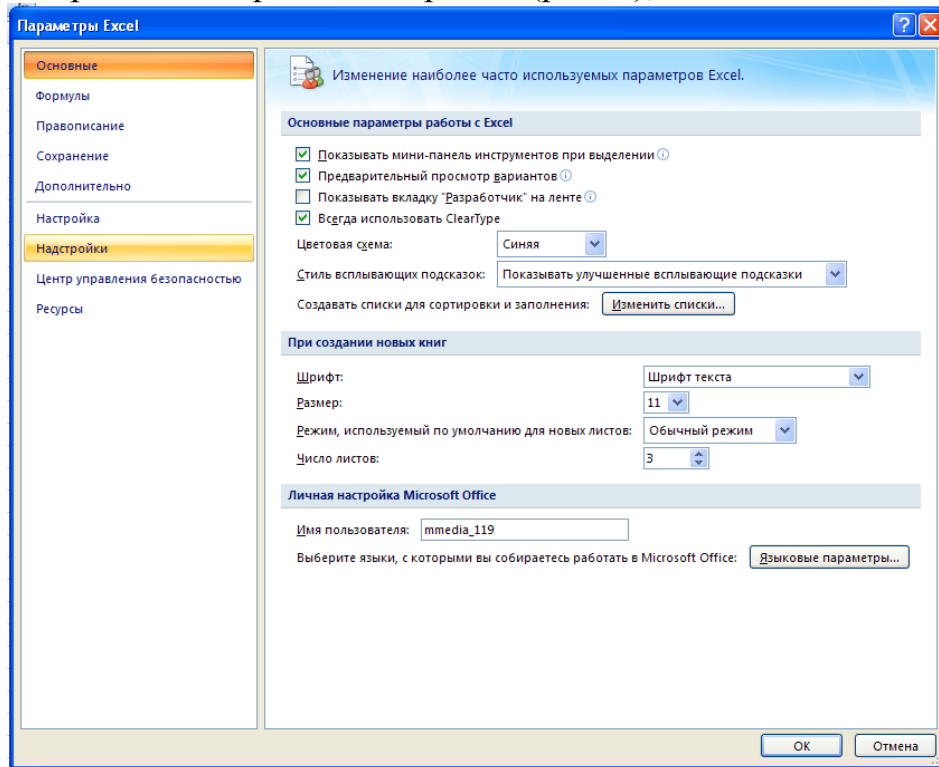 Параметры Excel
Основные
Формулы
Правописание
Сохранение
Дополнительно
Настройка
Надстройки
Центр управления безопасностью
Ресурсы
Изменение наиболее часто используемых параметров Excel.
Основные параметры работы с Excel
Показывать мини-панель инструментов при выделении
Предварительный просмотр вариантов
Показывать вкладку "Разработчик" на ленте
Всегда использовать ClearType
Цветовая схема: Синяя
Стиль всплывающих подсказок: Показывать улучшенные всплывающие подсказки
Создавать списки для сортировки и заполнения: Изменить списки...
При создании новых книг
Шрифт: Шрифт текста
Размер: 11
Режим, используемый по умолчанию для новых листов: Обычный режим
Число листов: 3
Личная настройка Microsoft Office
Имя пользователя: mmedia_119
Выберите языки, с которыми вы собираетесь работать в Microsoft Office: Языковые параметры...
ОК Отмена